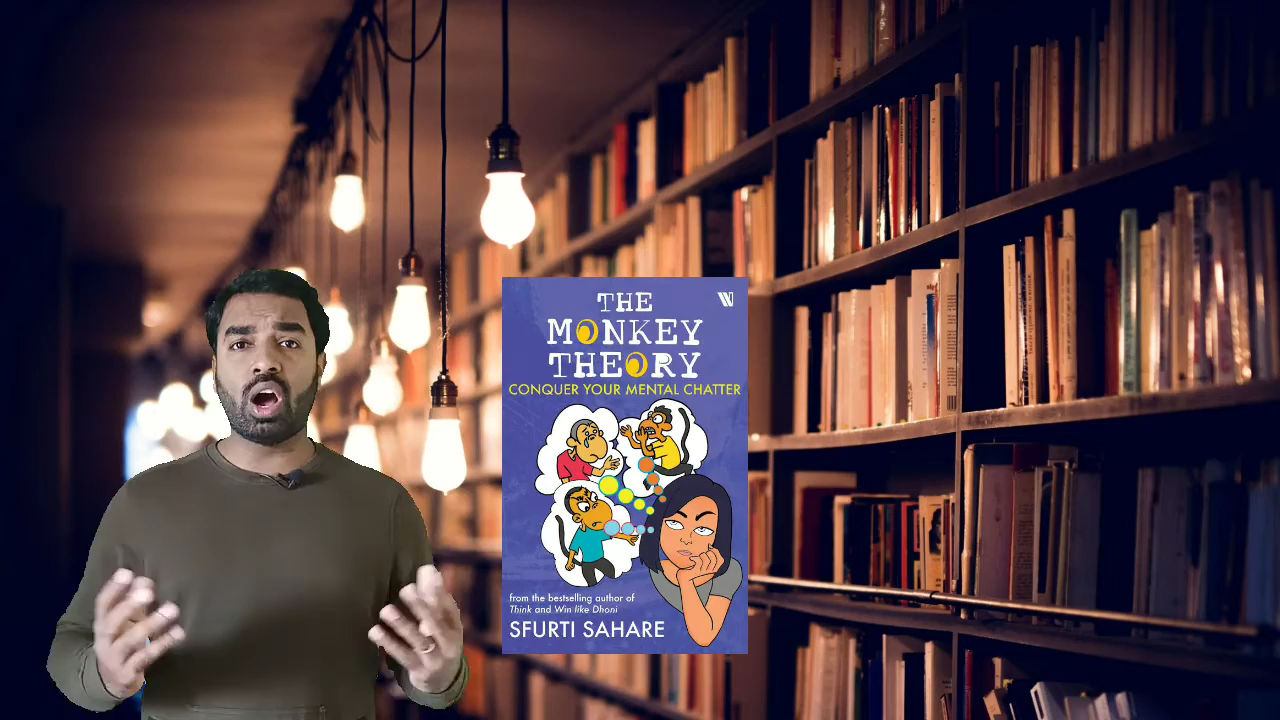 THE
MONKEY
THEORY
CONQUER YOUR MENTAL CHATTER
from the bestselling author of
Think and Win like Dhoni
SFURTI SAHARE